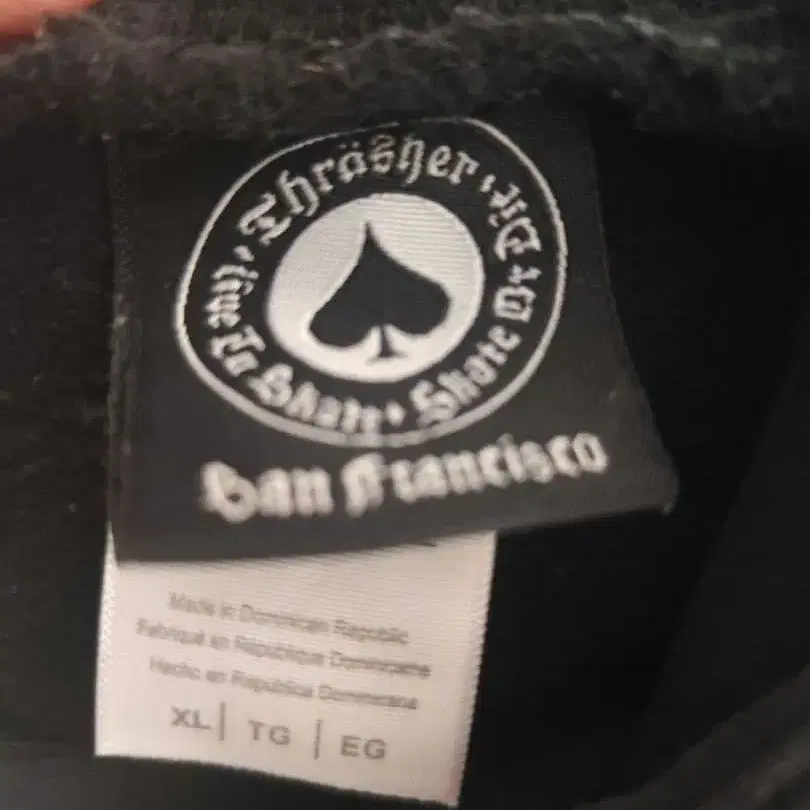 Thrasher
• Live To Skate • Skate Or Die •
San Francisco
Made in Dominican Republic
Fabriqué en République Dominicaine
Hecho en República Dominicana
XL | TG | EG